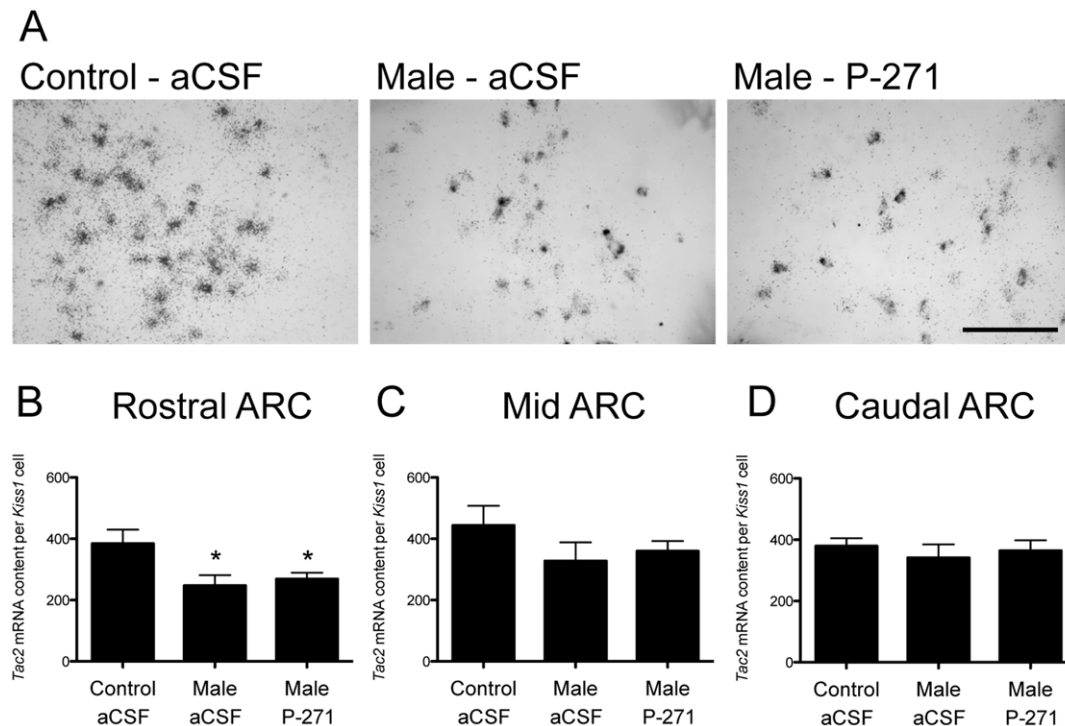 A
Control - aCSF
Male - aCSF
Male - P-271
B
Rostral ARC
Tac2 mRNA content per Kiss1 cell
600
400
200
0
*
*
Control
aCSF
Male
aCSF
Male
P-271
C
Mid ARC
Tac2 mRNA content per Kiss1 cell
600
400
200
0
Control
aCSF
Male
aCSF
Male
P-271
D
Caudal ARC
Tac2 mRNA content per Kiss1 cell
600
400
200
0
Control
aCSF
Male
aCSF
Male
P-271